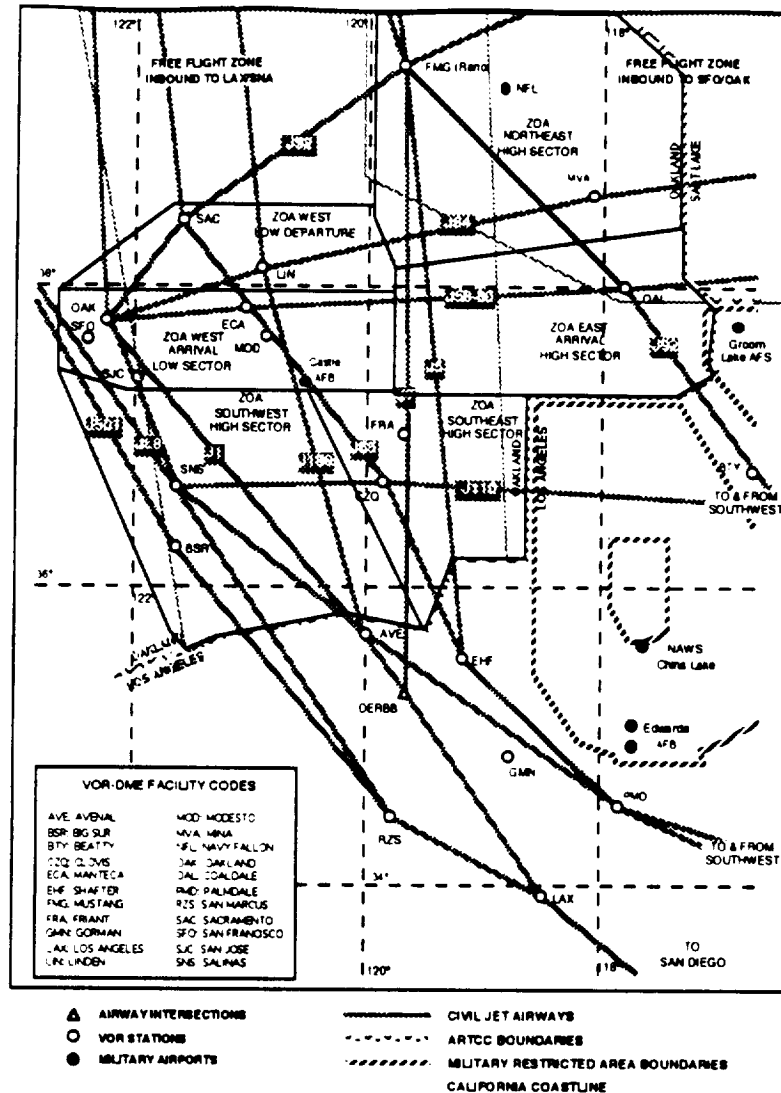 122°
120°
118°
FREE FLIGHT ZONE
INBOUND TO LAX/SNA
FMG (Reno)
NFL
FREE FLIGHT ZONE
INBOUND TO SFO/OAK
ZOA
NORTHEAST
HIGH SECTOR
OAKLAND
SALT LAKE
MVA
SAC
ZOA WEST
LOW DEPARTURE
LIN
38°
OAL
OAK
SFO
ECA
MOD
ZOA WEST
ARRIVAL
LOW SECTOR
ZOA EAST
ARRIVAL
HIGH SECTOR
Groom
Lake AFS
SJC
Castle
AFB
ZOA
SOUTHWEST
HIGH SECTOR
FRA
ZOA
SOUTHEAST
HIGH SECTOR
OAKLAND
LOS ANGELES
J1
SNS
CZQ
J110
BTY
TO & FROM
SOUTHWEST
BSR
36°
122°
OAKLAND
LOS ANGELES
AVE
EHF
NAWS
China Lake
DERBB
Edwards
AFB
GMN
PMD
RZS
TO & FROM
SOUTHWEST
34°
LAX
120°
118°
TO
SAN DIEGO
VOR-DME FACILITY CODES
AVE: AVENAL
BSR: BIG SUR
BTY: BEATTY
CZQ: CLOVIS
ECA: MANTECA
EHF: SHAFTER
FMG: MUSTANG
FRA: FRIANT
GMN: GORMAN
LAX: LOS ANGELES
LIN: LINDEN
MOD: MODESTO
MVA: MINA
NFL: NAVY FALLON
OAK: OAKLAND
OAL: COALDALE
PMD: PALMDALE
RZS: SAN MARCUS
SAC: SACRAMENTO
SFO: SAN FRANCISCO
SJC: SAN JOSE
SNS: SALINAS
AIRWAY INTERSECTIONS
VOR STATIONS
MILITARY AIRPORTS
CIVIL JET AIRWAYS
ARTCC BOUNDARIES
MILITARY RESTRICTED AREA BOUNDARIES
CALIFORNIA COASTLINE